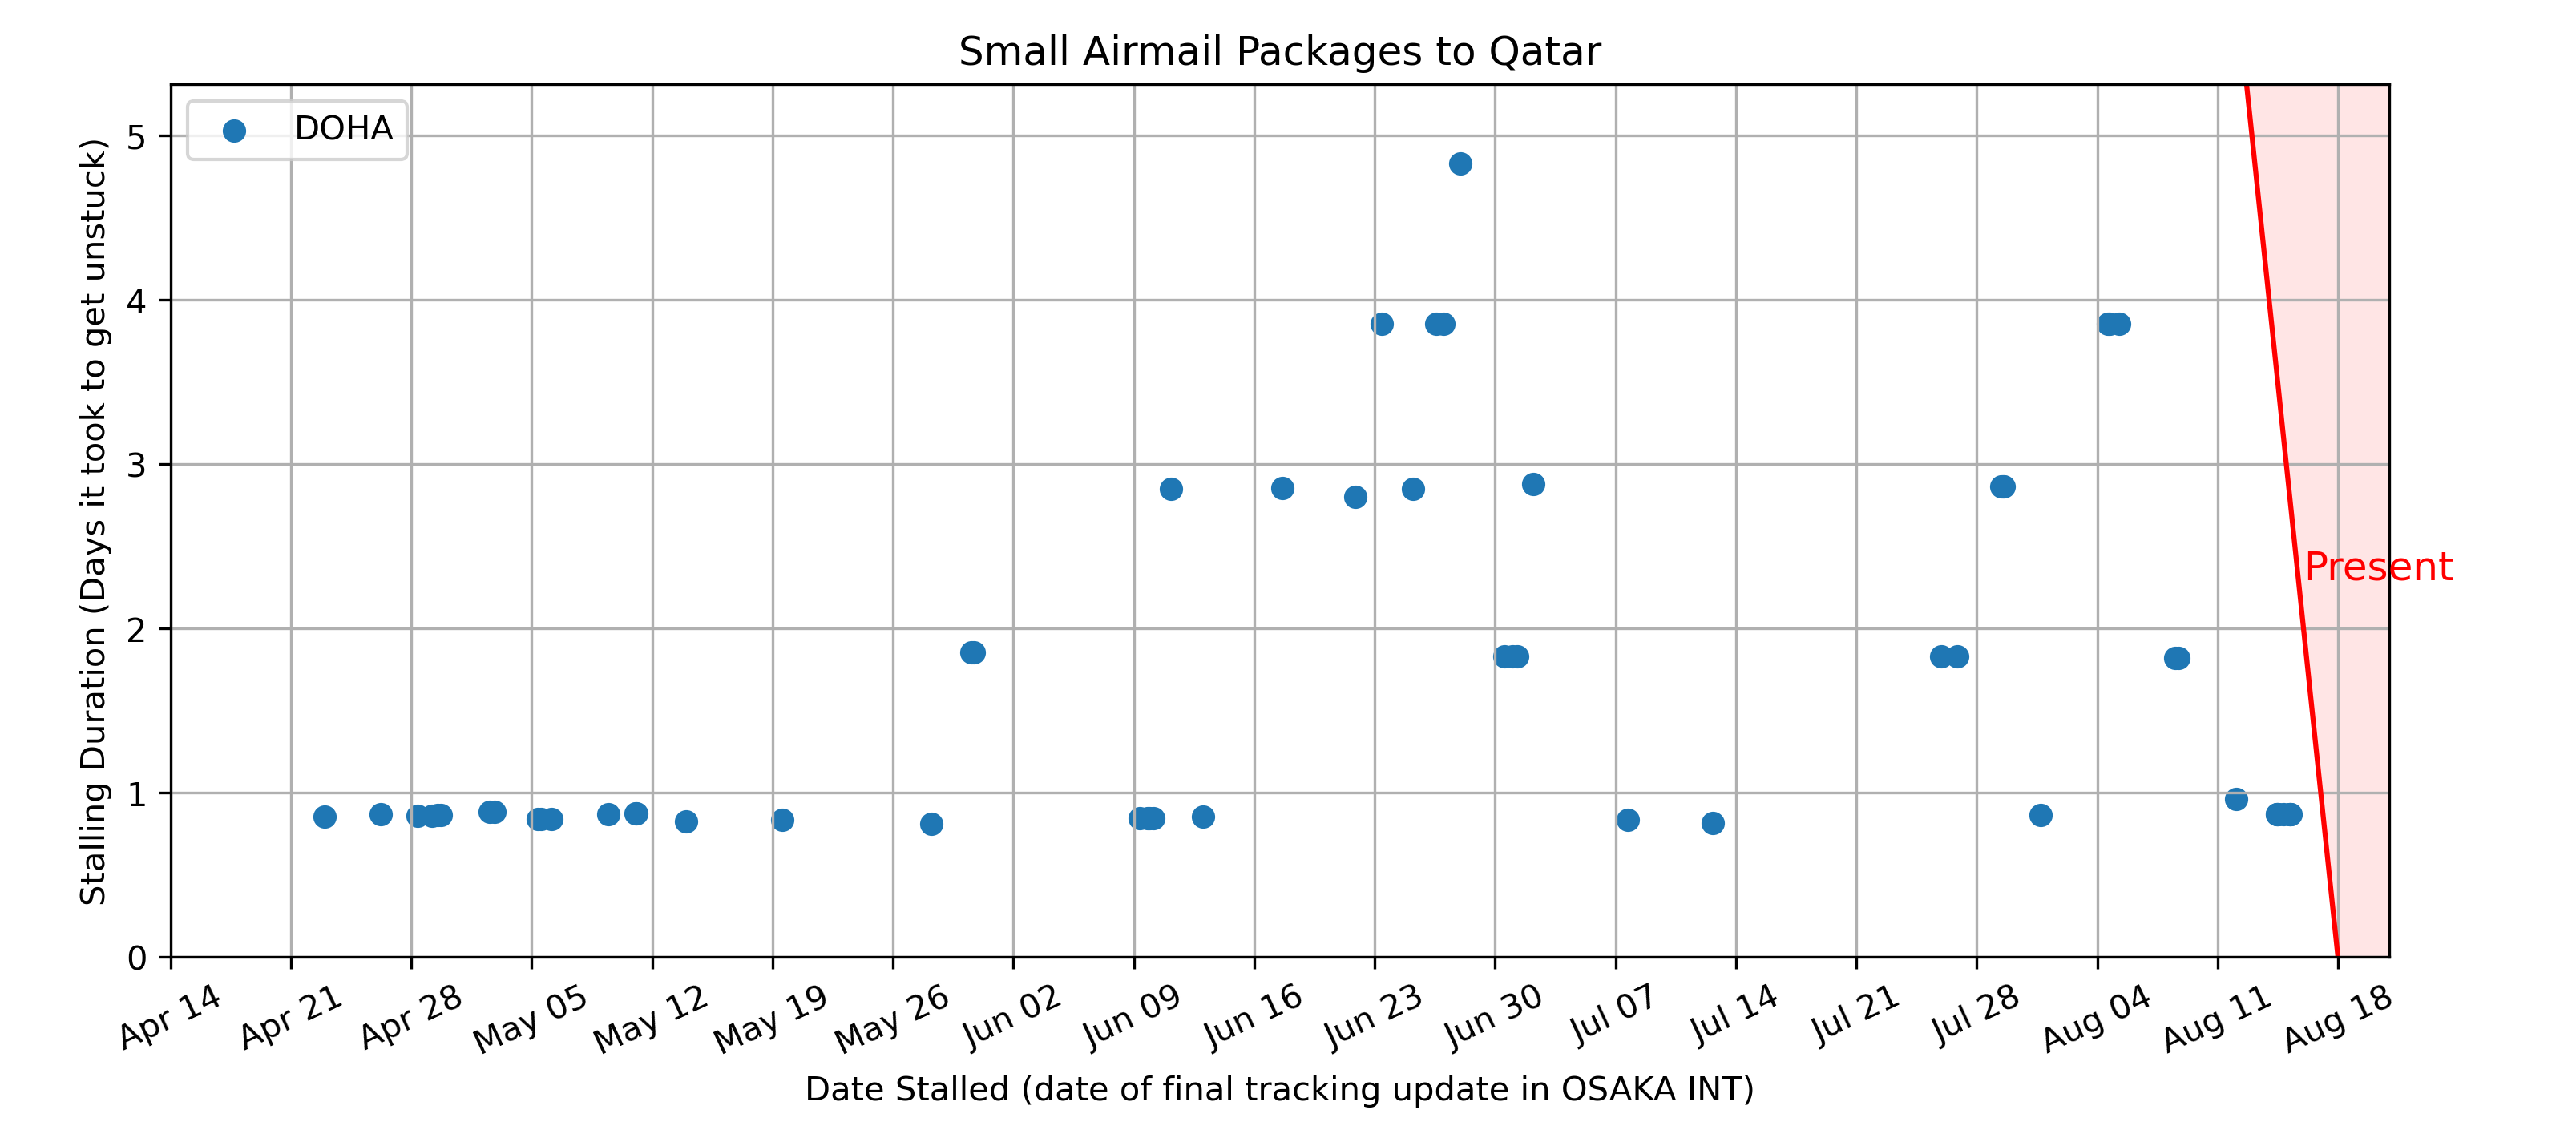 Small Airmail Packages to Qatar
DOHA
Stalling Duration (Days it took to get unstuck)
5
4
3
2
1
0
Present
Apr 14
Apr 21
Apr 28
May 05
May 12
May 19
May 26
Jun 02
Jun 09
Jun 16
Jun 23
Jun 30
Jul 07
Jul 14
Jul 21
Jul 28
Aug 04
Aug 11
Aug 18
Date Stalled (date of final tracking update in OSAKA INT)